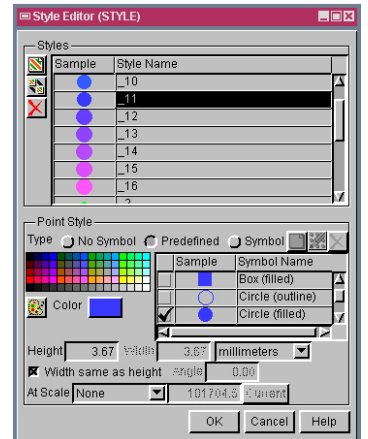 Style Editor (STYLE)
Styles
Sample Style Name
_10
_11
_12
_13
_14
_15
_16
_2
Point Style
Type No Symbol Predefined Symbol
Sample Symbol Name
Box (filled)
Circle (outline)
Circle (filled)
Color
Height 3.67 Width 3.67 millimeters
Width same as height Angle 0.00
At Scale None 101704.5 Current
OK Cancel Help